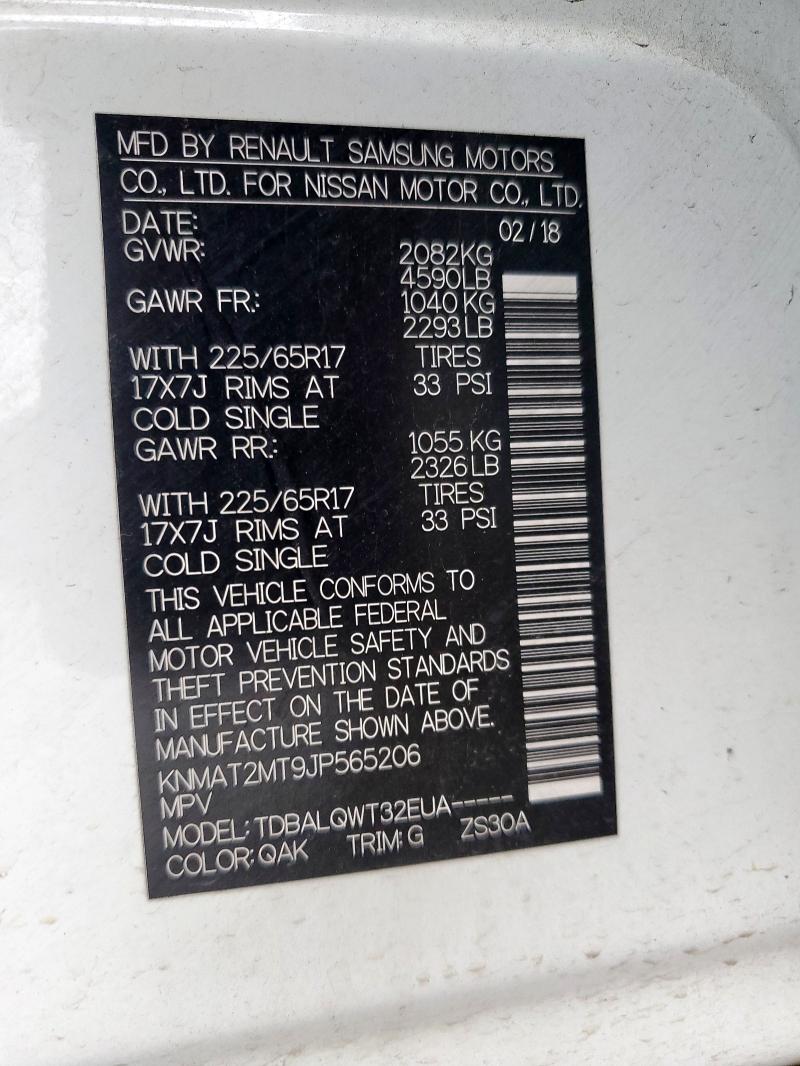 MFD BY RENAULT SAMSUNG MOTORS
CO., LTD. FOR NISSAN MOTOR CO., LTD.
DATE: 02 / 18
GVWR: 2082KG
4590LB
GAWR FR.: 1040 KG
2293 LB
WITH 225/65R17 TIRES
17X7J RIMS AT 33 PSI
COLD SINGLE
GAWR RR.: 1055 KG
2326 LB
WITH 225/65R17 TIRES
17X7J RIMS AT 33 PSI
COLD SINGLE
THIS VEHICLE CONFORMS TO
ALL APPLICABLE FEDERAL
MOTOR VEHICLE SAFETY AND
THEFT PREVENTION STANDARDS
IN EFFECT ON THE DATE OF
MANUFACTURE SHOWN ABOVE.
KNMAT2MT9JP565206
MPV
MODEL: TDBALQWT32EUA-----
COLOR: QAK TRIM: G ZS30A